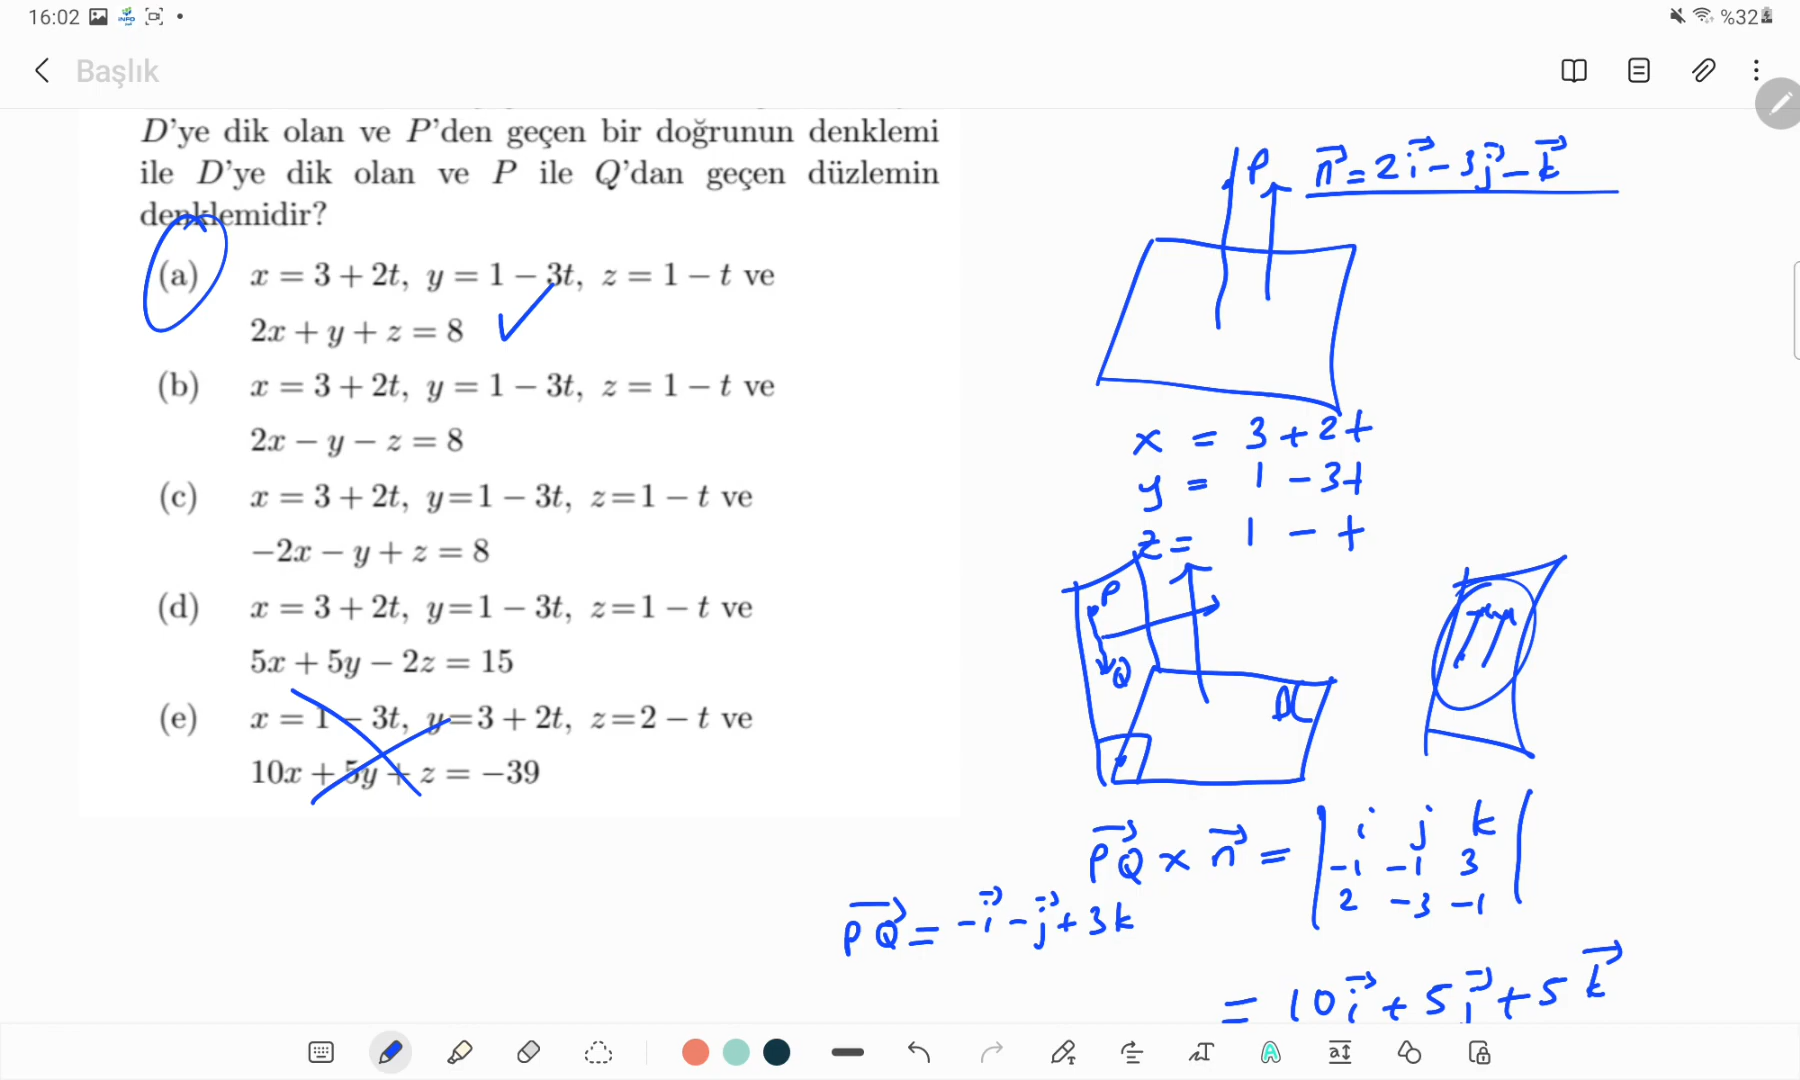 16:02
%32
Başlık
D'ye dik olan ve P'den geçen bir doğrunun denklemi
ile D'ye dik olan ve P ile Q'dan geçen düzlemin
denklemidir?
(a) x = 3 + 2t, y = 1 − 3t, z = 1 − t ve
2x + y + z = 8
(b) x = 3 + 2t, y = 1 − 3t, z = 1 − t ve
2x − y − z = 8
(c) x = 3 + 2t, y=1 − 3t, z=1 − t ve
−2x − y + z = 8
(d) x = 3 + 2t, y=1 − 3t, z=1 − t ve
5x + 5y − 2z = 15
(e) x = 1 − 3t, y=3 + 2t, z=2 − t ve
10x + 5y + z = −39
P n⃗ = 2i⃗ − 3j⃗ − k⃗
x = 3 + 2t
y = 1 − 3t
z = 1 − t
P
Q
PQ⃗ × n⃗ = | i j k |
−1 −1 3
2 −3 −1
PQ⃗ = −i⃗ − j⃗ + 3k
= 10i⃗ + 5j⃗ + 5k⃗